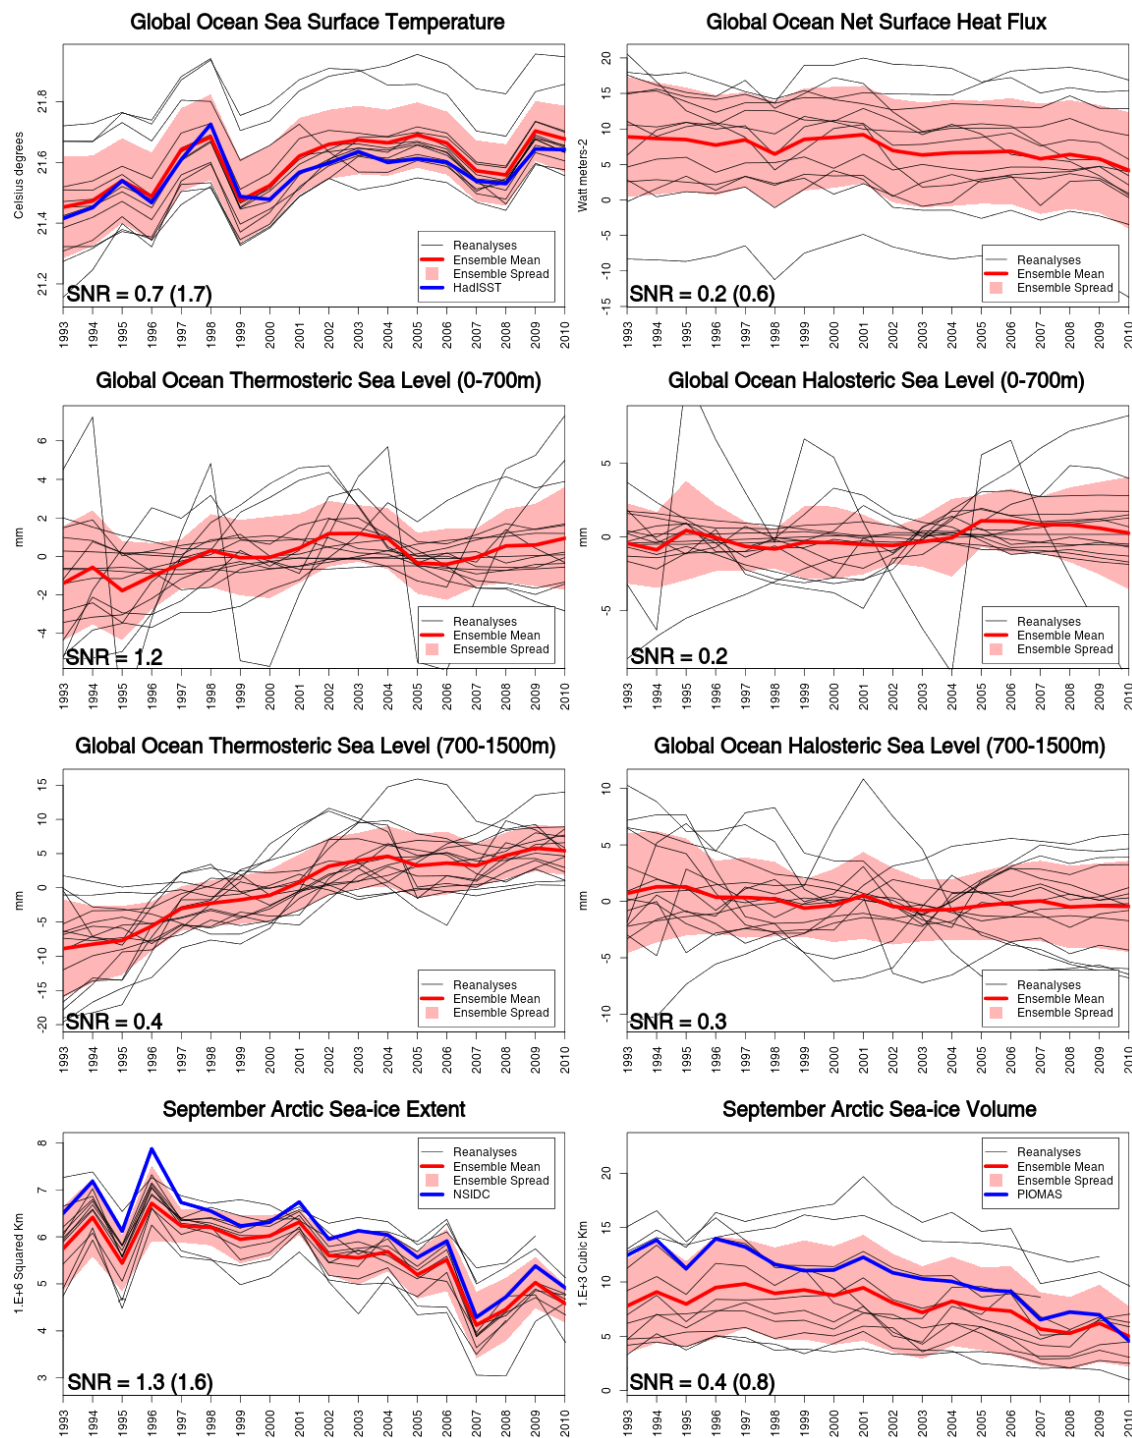 Global Ocean Sea Surface Temperature
Celsius degrees
21.8
21.6
21.4
21.2
Reanalyses
Ensemble Mean
Ensemble Spread
HadISST
SNR = 0.7 (1.7)
1993 1994 1995 1996 1997 1998 1999 2000 2001 2002 2003 2004 2005 2006 2007 2008 2009 2010
Global Ocean Net Surface Heat Flux
Watt meters-2
20
15
10
5
0
-5
-10
-15
Reanalyses
Ensemble Mean
Ensemble Spread
SNR = 0.2 (0.6)
1993 1994 1995 1996 1997 1998 1999 2000 2001 2002 2003 2004 2005 2006 2007 2008 2009 2010
Global Ocean Thermosteric Sea Level (0-700m)
mm
6
4
2
0
-2
-4
Reanalyses
Ensemble Mean
Ensemble Spread
SNR = 1.2
1993 1994 1995 1996 1997 1998 1999 2000 2001 2002 2003 2004 2005 2006 2007 2008 2009 2010
Global Ocean Halosteric Sea Level (0-700m)
mm
5
0
-5
Reanalyses
Ensemble Mean
Ensemble Spread
SNR = 0.2
1993 1994 1995 1996 1997 1998 1999 2000 2001 2002 2003 2004 2005 2006 2007 2008 2009 2010
Global Ocean Thermosteric Sea Level (700-1500m)
mm
15
10
5
0
-5
-10
-15
-20
Reanalyses
Ensemble Mean
Ensemble Spread
SNR = 0.4
1993 1994 1995 1996 1997 1998 1999 2000 2001 2002 2003 2004 2005 2006 2007 2008 2009 2010
Global Ocean Halosteric Sea Level (700-1500m)
mm
10
5
0
-5
-10
Reanalyses
Ensemble Mean
Ensemble Spread
SNR = 0.3
1993 1994 1995 1996 1997 1998 1999 2000 2001 2002 2003 2004 2005 2006 2007 2008 2009 2010
September Arctic Sea-ice Extent
1.E+6 Squared Km
8
7
6
5
4
3
Reanalyses
Ensemble Mean
Ensemble Spread
NSIDC
SNR = 1.3 (1.6)
1993 1994 1995 1996 1997 1998 1999 2000 2001 2002 2003 2004 2005 2006 2007 2008 2009 2010
September Arctic Sea-ice Volume
1.E+3 Cubic Km
20
15
10
5
0
Reanalyses
Ensemble Mean
Ensemble Spread
PIOMAS
SNR = 0.4 (0.8)
1993 1994 1995 1996 1997 1998 1999 2000 2001 2002 2003 2004 2005 2006 2007 2008 2009 2010